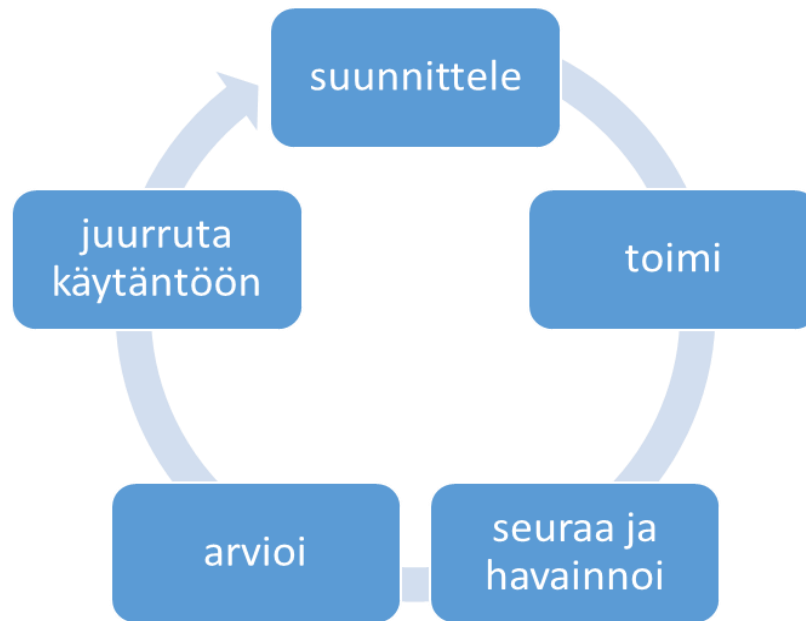 suunnittele
toimi
seuraa ja
havainnoi
arvioi
juurruta
käytäntöön